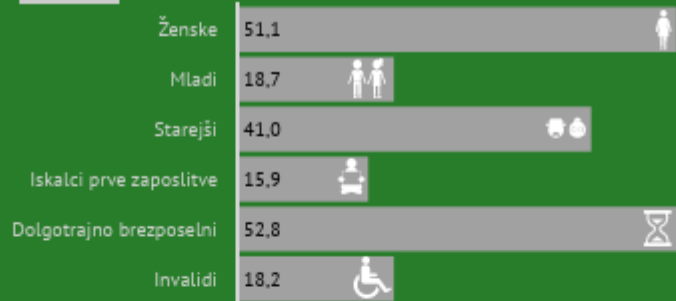 Ženske 51,1
Mladi 18,7
Starejši 41,0
Iskalci prve zaposlitve 15,9
Dolgotrajno brezposelni 52,8
Invalidi 18,2